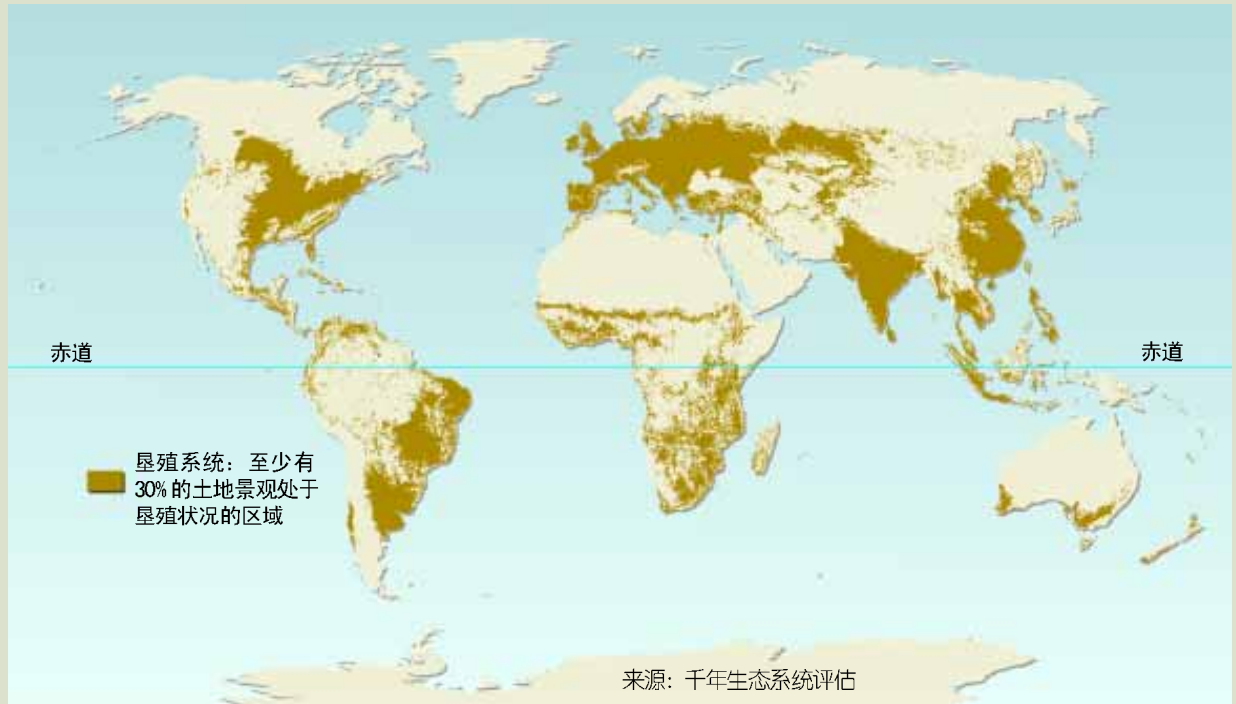 赤道
赤道
垦殖系统：至少有
30% 的土地景观处于
垦殖状况的区域
来源：千年生态系统评估